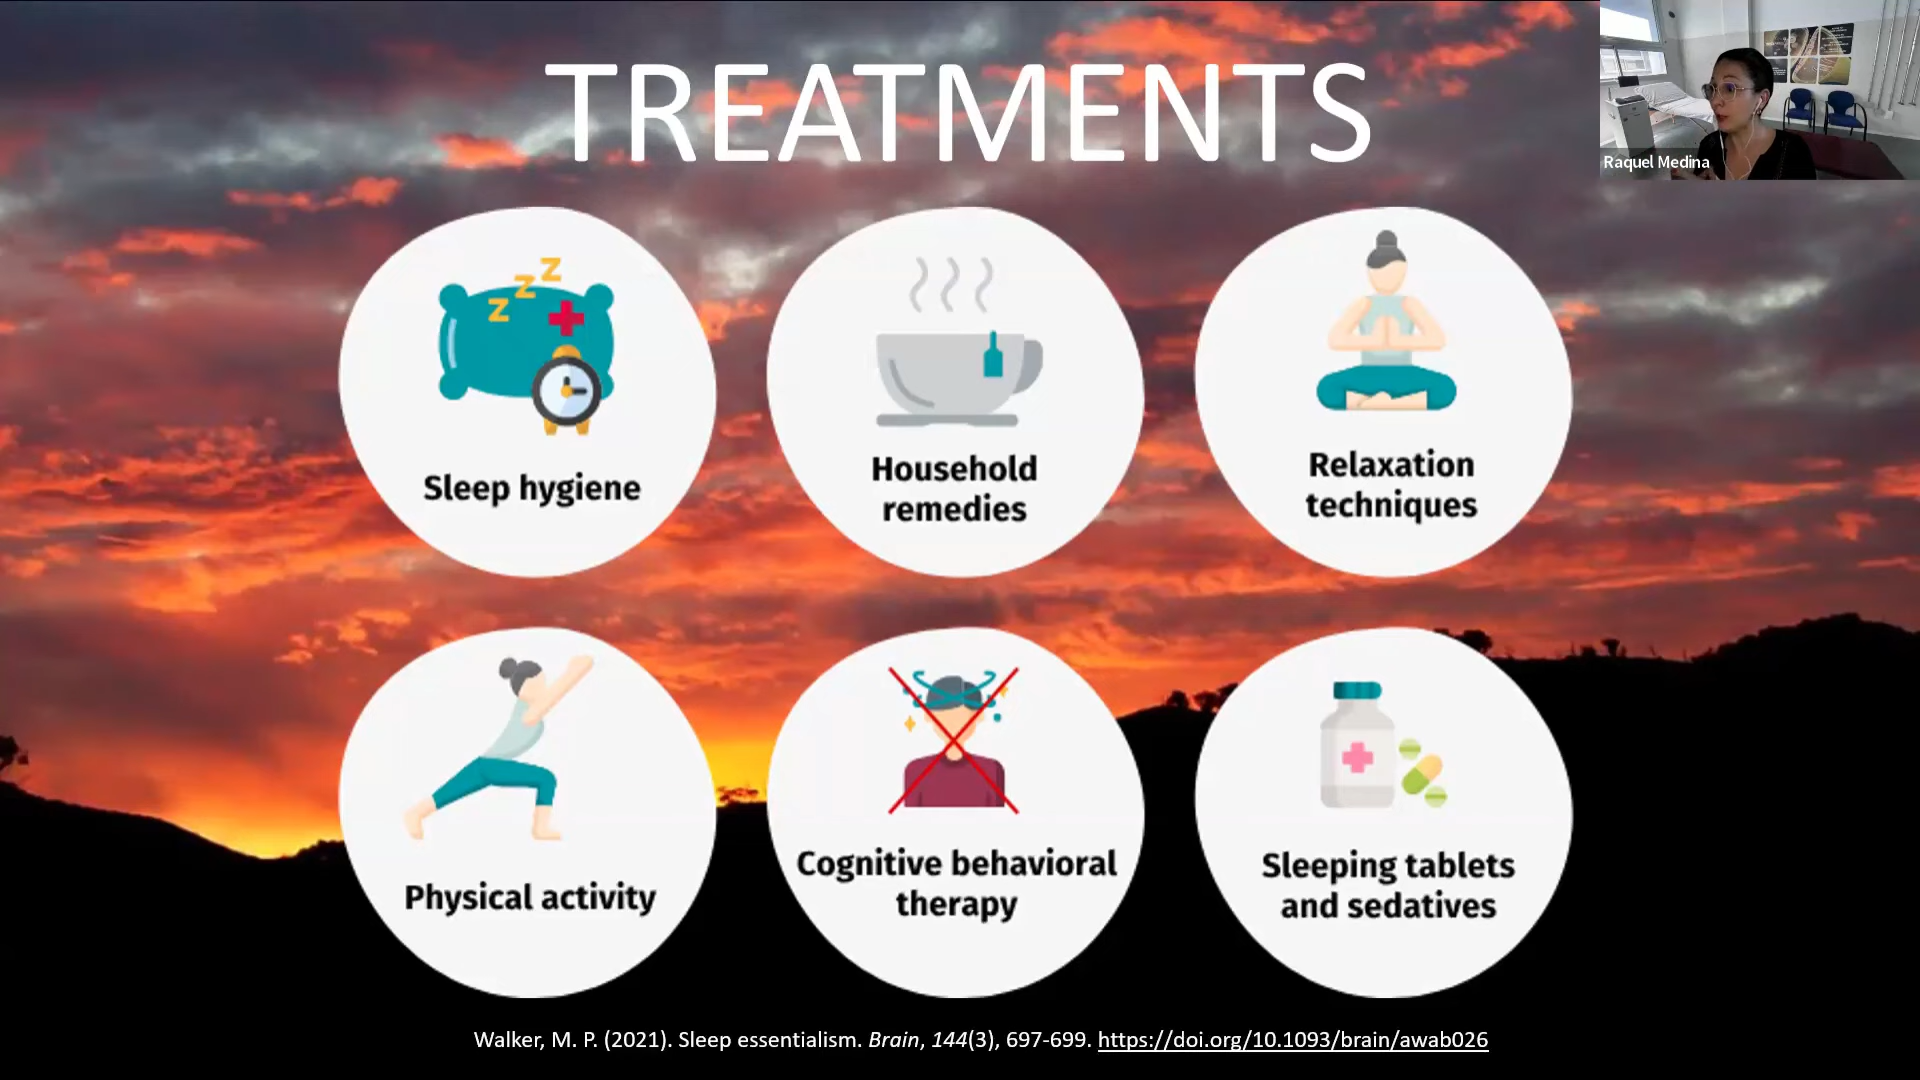 TREATMENTS
Raquel Medina
z z z
Sleep hygiene
Household
remedies
Relaxation
techniques
Physical activity
Cognitive behavioral
therapy
Sleeping tablets
and sedatives
Walker, M. P. (2021). Sleep essentialism. Brain, 144(3), 697-699. https://doi.org/10.1093/brain/awab026